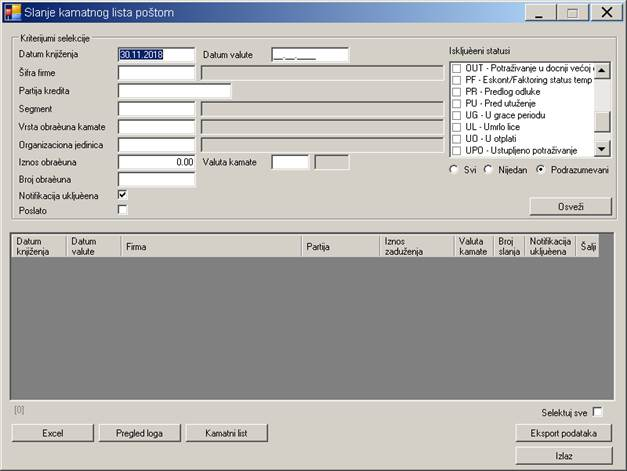 Slanje kamatnog lista poštom
Kriterijumi selekcije
Datum knjiženja 30.11.2018 Datum valute __.__.____
Šifra firme
Partija kredita
Segment
Vrsta obraèuna kamate
Organizaciona jedinica
Iznos obraèuna 0.00 Valuta kamate
Broj obraèuna
Notifikacija ukljuèena
Poslato
Iskljuèeni statusi
OUT - Potraživanje u docnji većoj
PF - Eskont/Faktoring status temp
PR - Predlog odluke
PU - Pred utuženje
UG - U grace periodu
UL - Umrlo lice
UO - U otplati
UPO - Ustupljeno potraživanje
Svi Nijedan Podrazumevani
Osveži
Datum knjiženja Datum valute Firma Partija Iznos zaduženja Valuta kamate Broj slanja Notifikacija ukljuèena Šalji
[0] Selektuj sve
Excel Pregled loga Kamatni list Eksport podataka
Izlaz